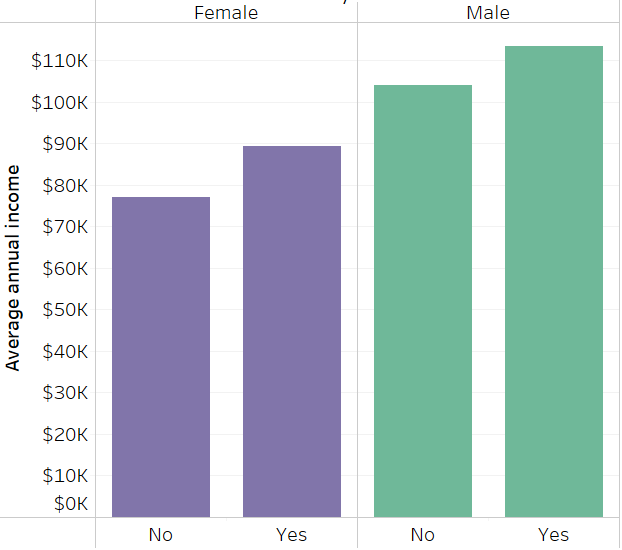 Female Male
$110K
$100K
$90K
$80K
$70K
$60K
$50K
$40K
$30K
$20K
$10K
$0K
Average annual income
No Yes No Yes